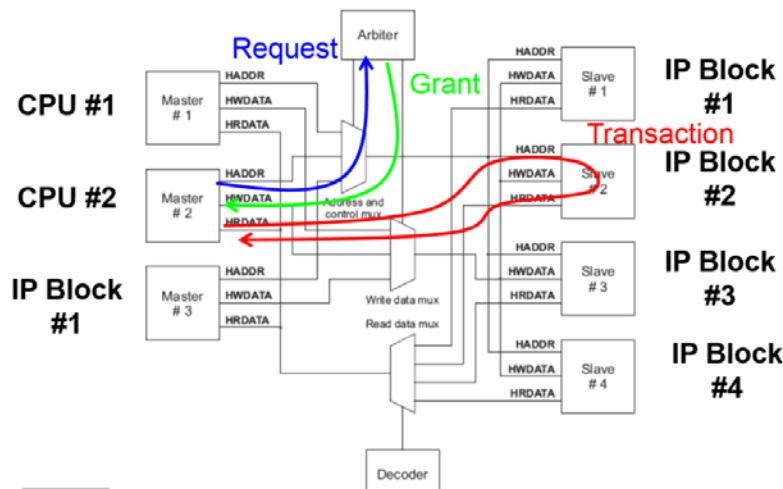 Arbiter
Request
Grant
CPU #1
Master
# 1
HADDR
HWDATA
HRDATA
CPU #2
Master
# 2
HADDR
HWDATA
HRDATA
IP Block
#1
Master
# 3
HADDR
HWDATA
HRDATA
Address and
control mux
Write data mux
Read data mux
Decoder
Transaction
HADDR
HWDATA
HRDATA
Slave
# 1
IP Block
#1
HADDR
HWDATA
HRDATA
Slave
# 2
IP Block
#2
HADDR
HWDATA
HRDATA
Slave
# 3
IP Block
#3
HADDR
HWDATA
HRDATA
Slave
# 4
IP Block
#4